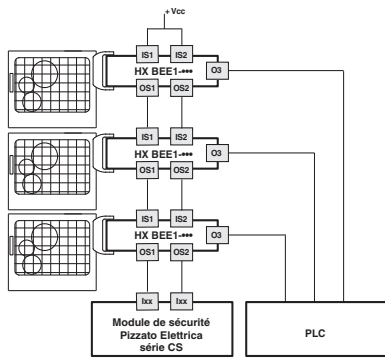 + Vcc
IS1 IS2
HX BEE1-•••
O3
OS1 OS2
IS1 IS2
HX BEE1-•••
O3
OS1 OS2
IS1 IS2
HX BEE1-•••
O3
OS1 OS2
Ixx Ixx
Module de sécurité
Pizzato Elettrica
série CS
PLC